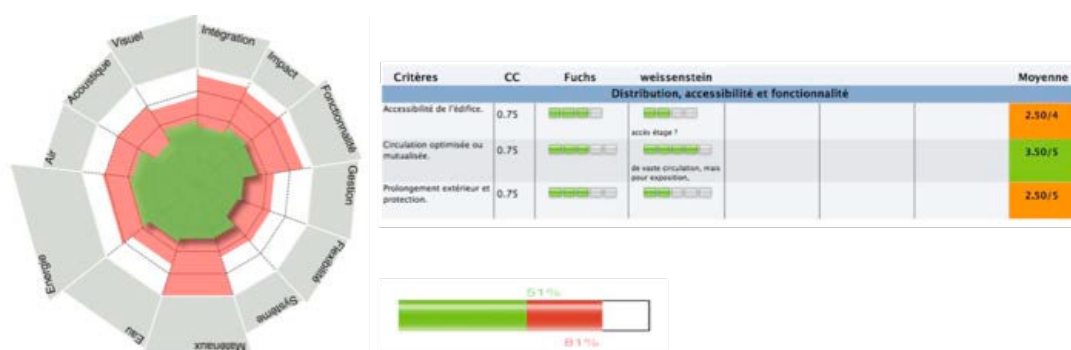 Intégration
Impact
Fonctionnalité
Gestion
Flexibilité
Système
Matériaux
Eau
Energie
Air
Acoustique
Visuel
Critères CC Fuchs weissenstein Moyenne
Distribution, accessibilité et fonctionnalité
Accessibilité de l'édifice. 0.75 2.50/4
accès étage ?
Circulation optimisée ou
mutualisée. 0.75 3.50/5
de vaste circulation, mais
pour exposition,
Prolongement extérieur et
protection. 0.75 2.50/5
51%
81%